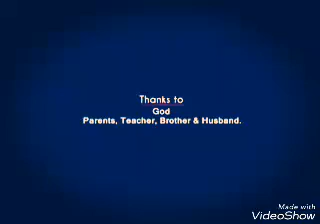 Thanks to
God
Parents, Teacher, Brother & Husband.
Made with
VideoShow